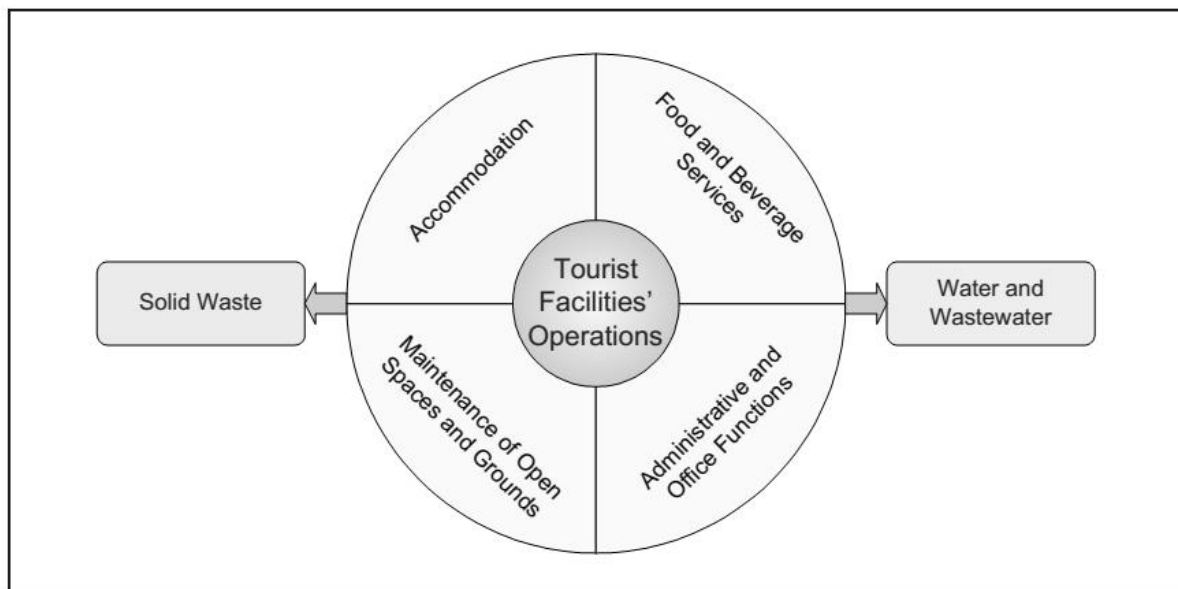 Accommodation
Food and Beverage
Services
Tourist
Facilities’
Operations
Solid Waste
Water and
Wastewater
Maintenance of Open
Spaces and Grounds
Administrative and
Office Functions